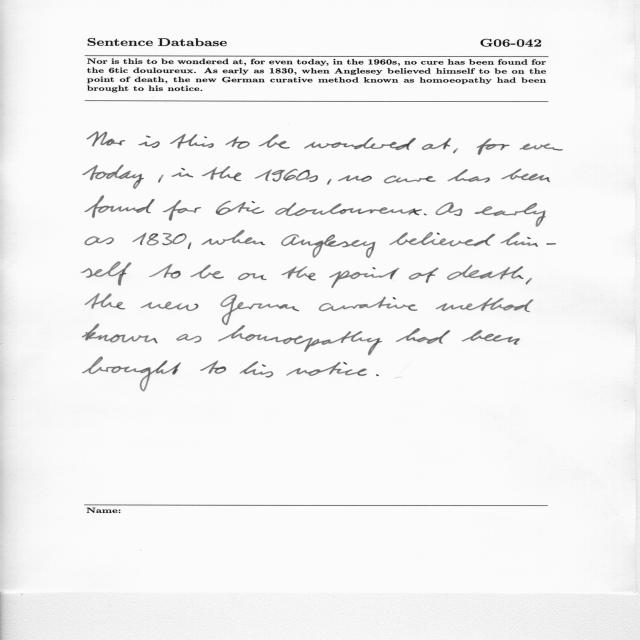 Sentence Database G06-042
Nor is this to be wondered at, for even today, in the 1960s, no cure has been found for
the 6tic douloureux. As early as 1830, when Anglesey believed himself to be on the
point of death, the new German curative method known as homoeopathy had been
brought to his notice.
Nor is this to be wondered at, for even
today, in the 1960s, no cure has been
found for 6tic douloureux. As early
as 1830, when Anglesey believed him-
self to be on the point of death,
the new German curative method
known as homoepathy had been
brought to his notice.
Name: